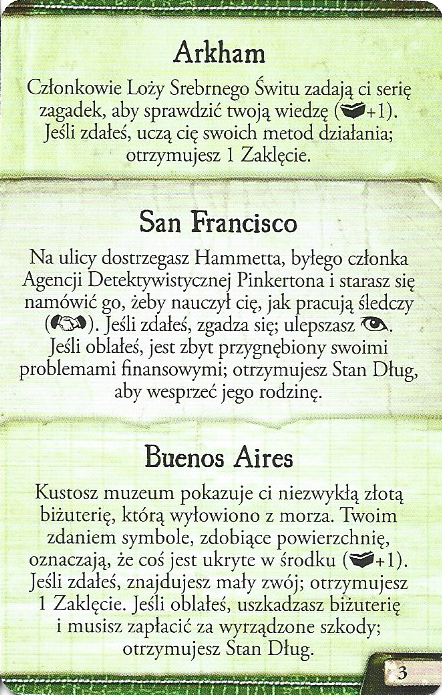 Arkham
Członkowie Loży Srebrnego Świtu zadają ci serię
zagadek, aby sprawdzić twoją wiedzę (+1).
Jeśli zdałeś, uczą cię swoich metod działania;
otrzymujesz 1 Zaklęcie.
San Francisco
Na ulicy dostrzegasz Hammetta, byłego członka
Agencji Detektywistycznej Pinkertona i starasz się
namówić go, żeby nauczył cię, jak pracują śledczy
(). Jeśli zdałeś, zgadza się; ulepszasz .
Jeśli oblałeś, jest zbyt przygnębiony swoimi
problemami finansowymi; otrzymujesz Stan Dług,
aby wesprzeć jego rodzinę.
Buenos Aires
Kustosz muzeum pokazuje ci niezwykłą złotą
biżuterię, którą wyłowiono z morza. Twoim
zdaniem symbole, zdobiące powierzchnię,
oznaczają, że coś jest ukryte w środku (+1).
Jeśli zdałeś, znajdujesz mały zwój; otrzymujesz
1 Zaklęcie. Jeśli oblałeś, uszkadzasz biżuterię
i musisz zapłacić za wyrządzone szkody;
otrzymujesz Stan Dług.
3